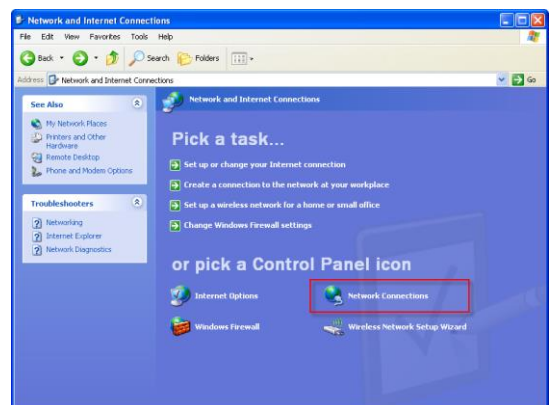 Network and Internet Connections
File Edit View Favorites Tools Help
Back Search Folders
Address Network and Internet Connections Go
See Also
My Network Places
Printers and Other
Hardware
Remote Desktop
Phone and Modem Options
Troubleshooters
Networking
Internet Explorer
Network Diagnostics
Network and Internet Connections
Pick a task...
Set up or change your Internet connection
Create a connection to the network at your workplace
Set up a wireless network for a home or small office
Change Windows Firewall settings
or pick a Control Panel icon
Internet Options Network Connections
Windows Firewall Wireless Network Setup Wizard